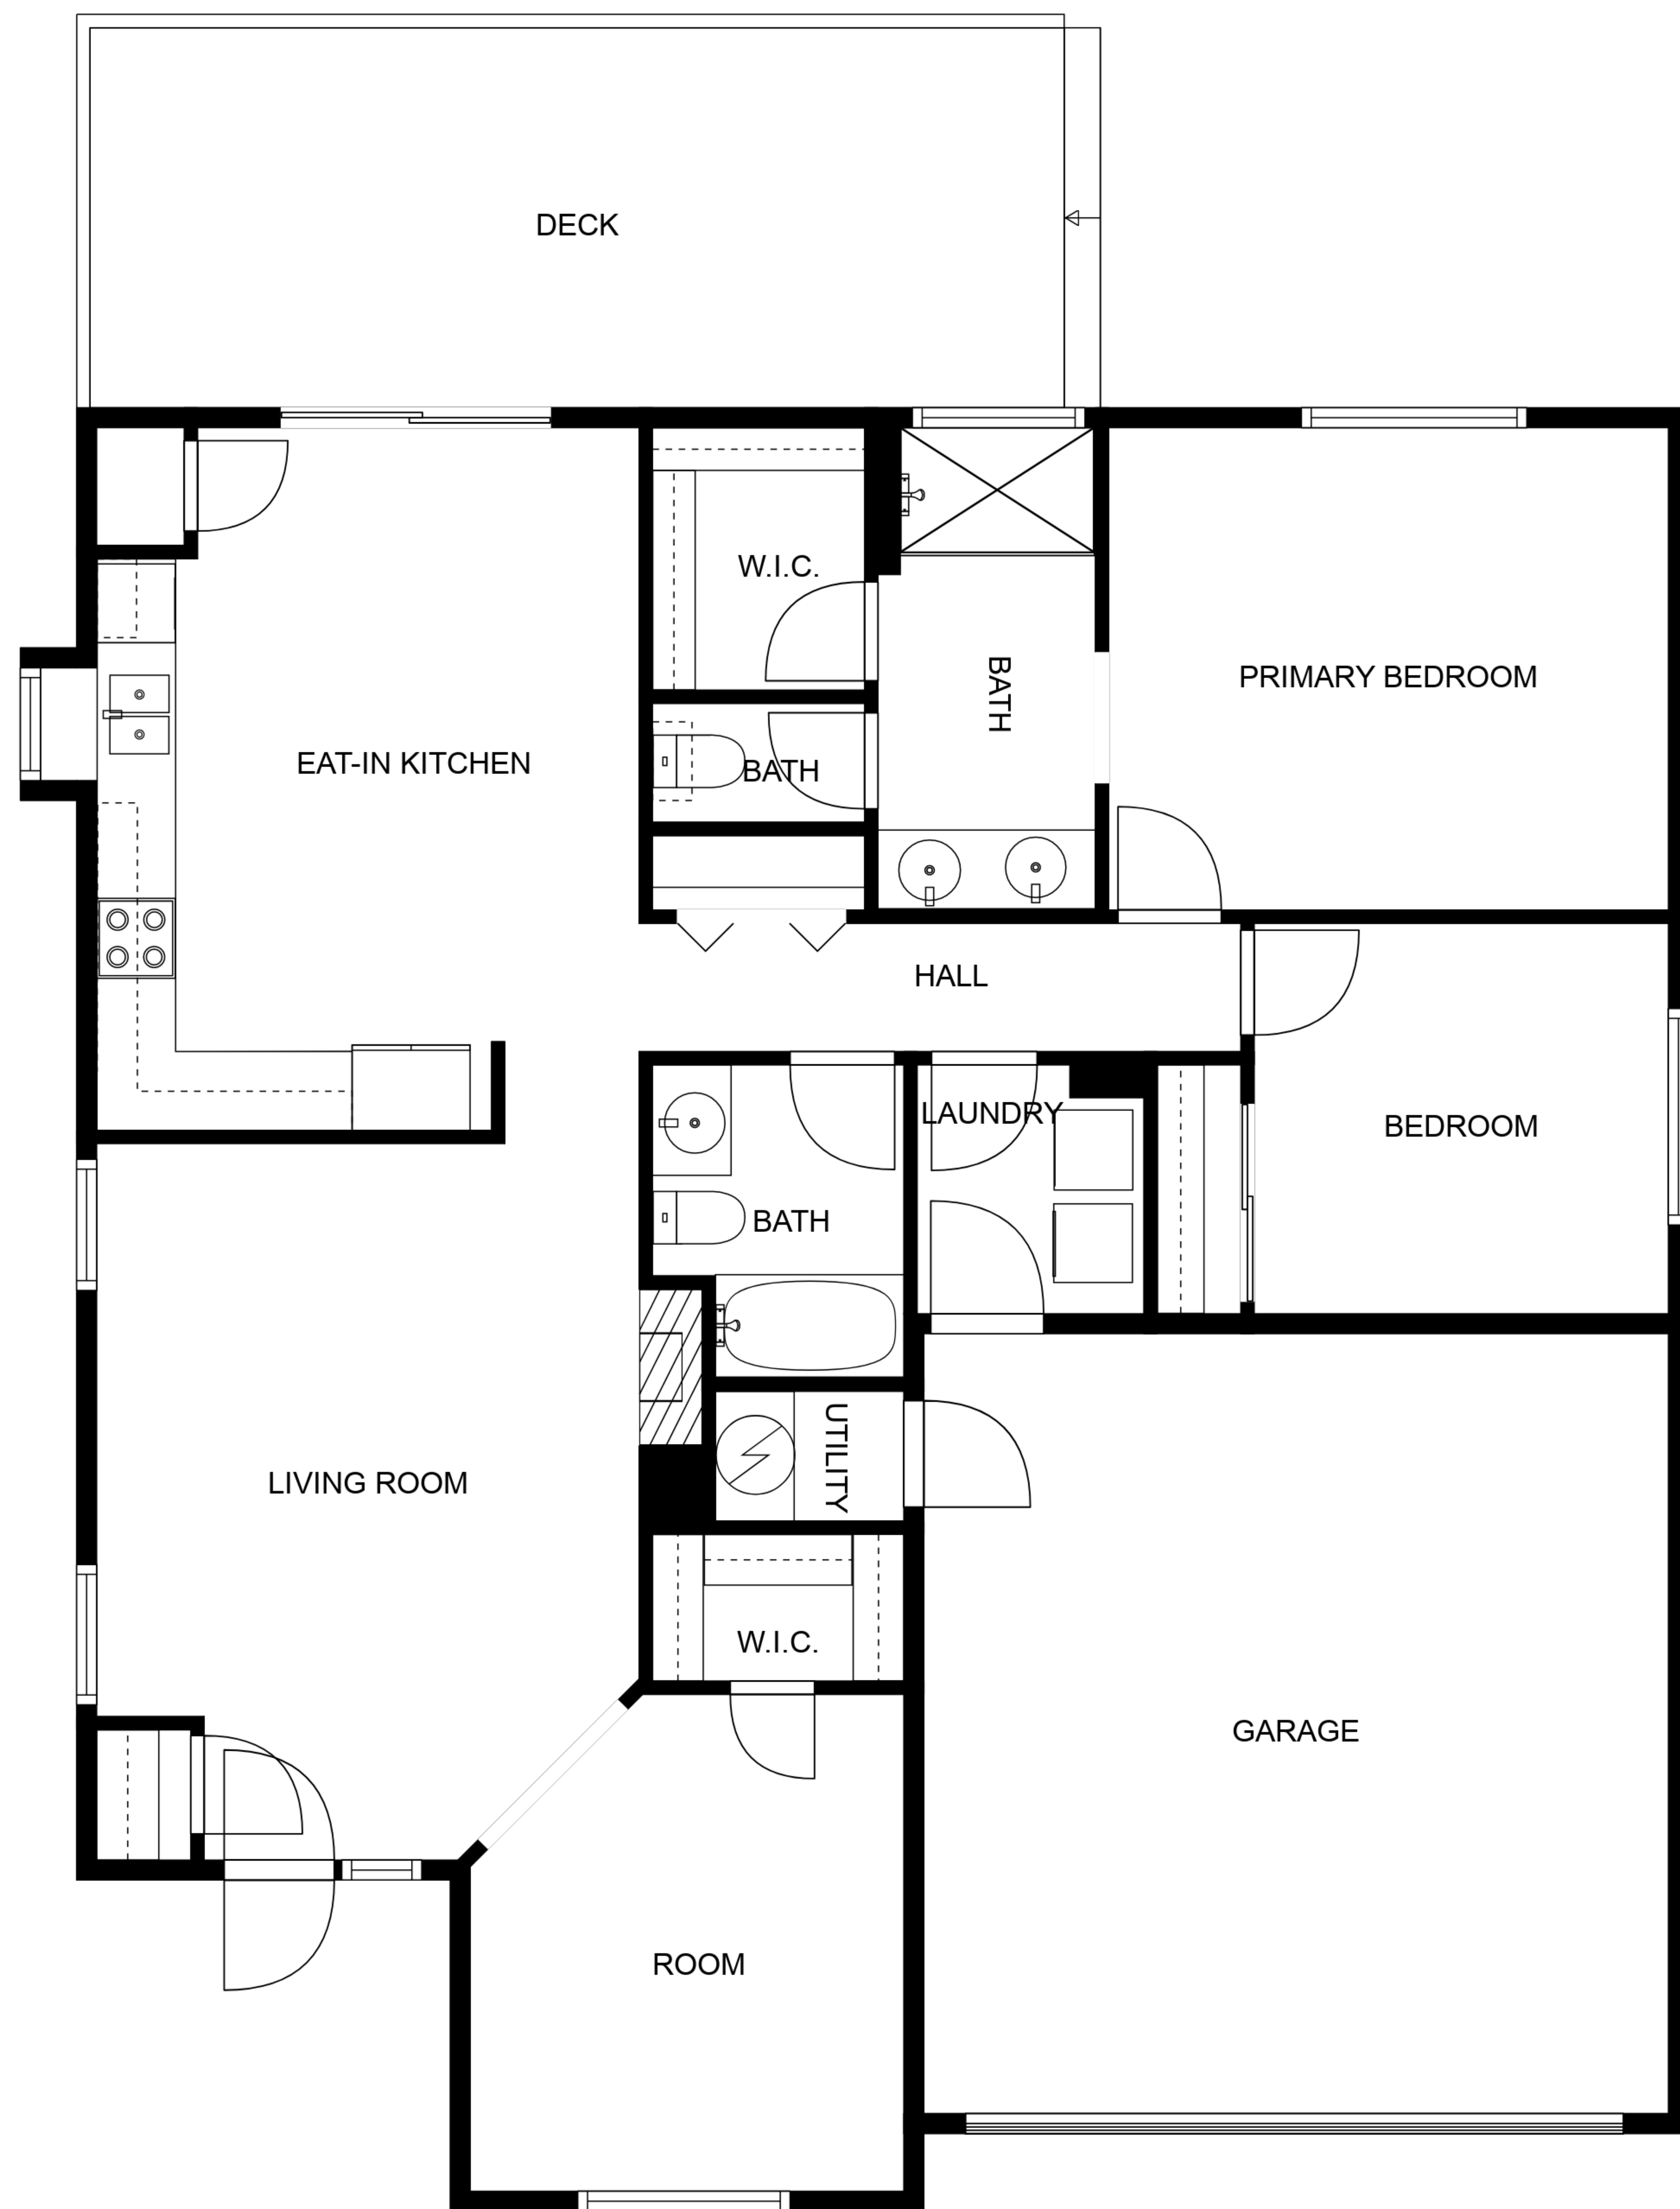 DECK
W.I.C.
BATH
PRIMARY BEDROOM
EAT-IN KITCHEN
BATH
HALL
LAUNDRY
BEDROOM
BATH
UTILITY
LIVING ROOM
W.I.C.
GARAGE
ROOM